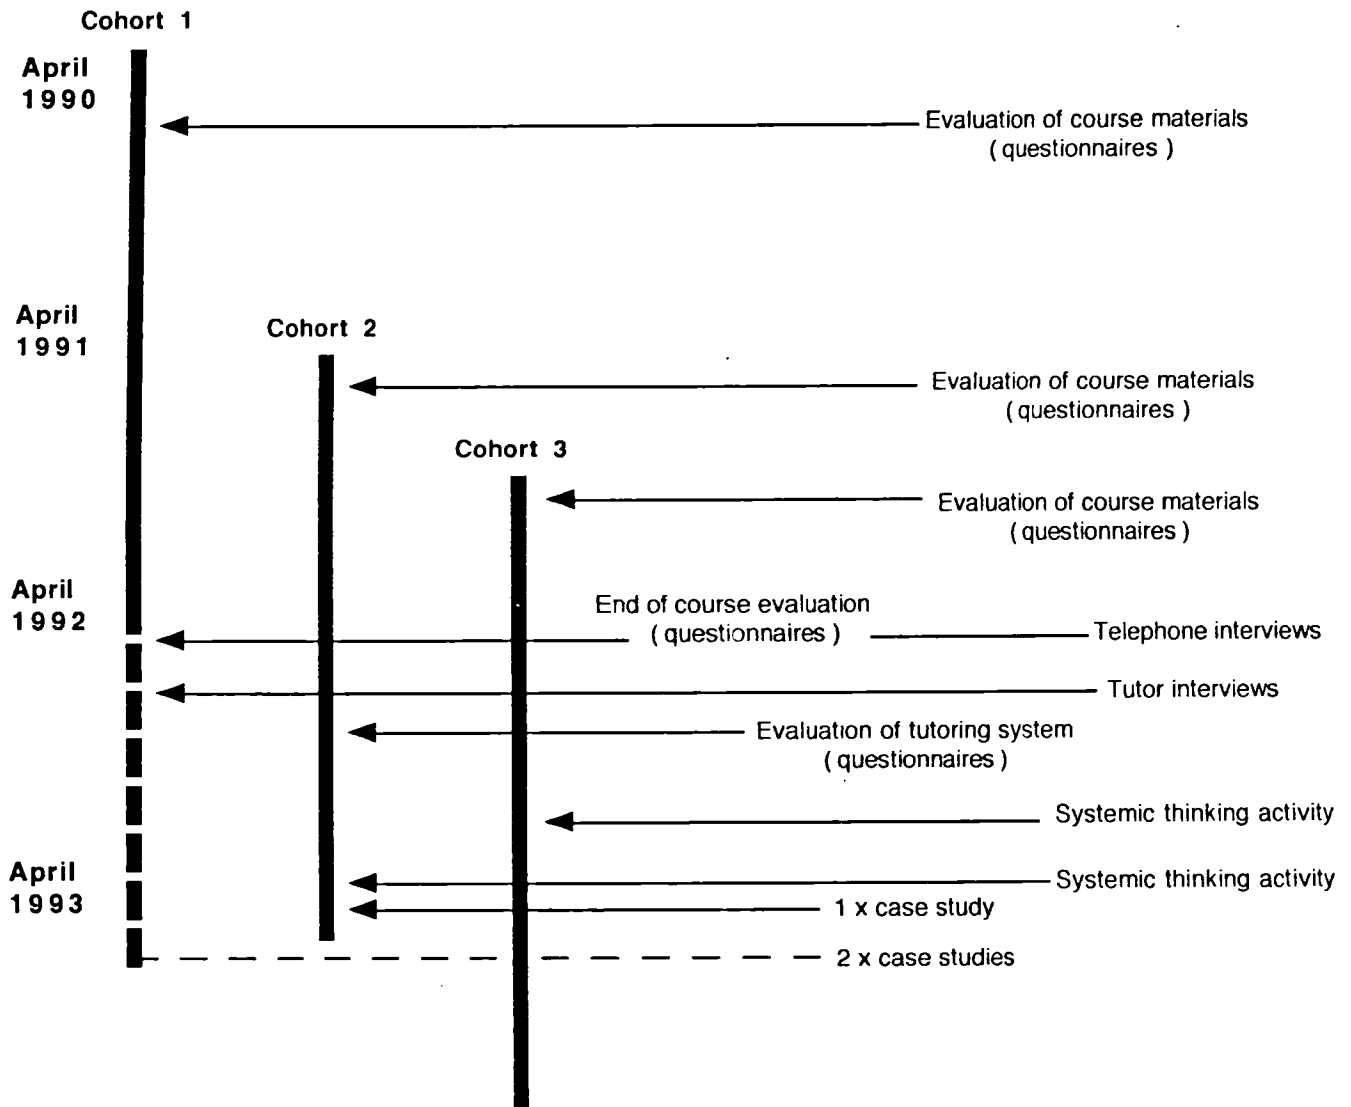 Cohort 1
April
1990
Evaluation of course materials
( questionnaires )
April
1991
Cohort 2
Evaluation of course materials
( questionnaires )
Cohort 3
Evaluation of course materials
( questionnaires )
April
1992
End of course evaluation
( questionnaires )
Telephone interviews
Tutor interviews
Evaluation of tutoring system
( questionnaires )
Systemic thinking activity
April
1993
Systemic thinking activity
1 x case study
2 x case studies